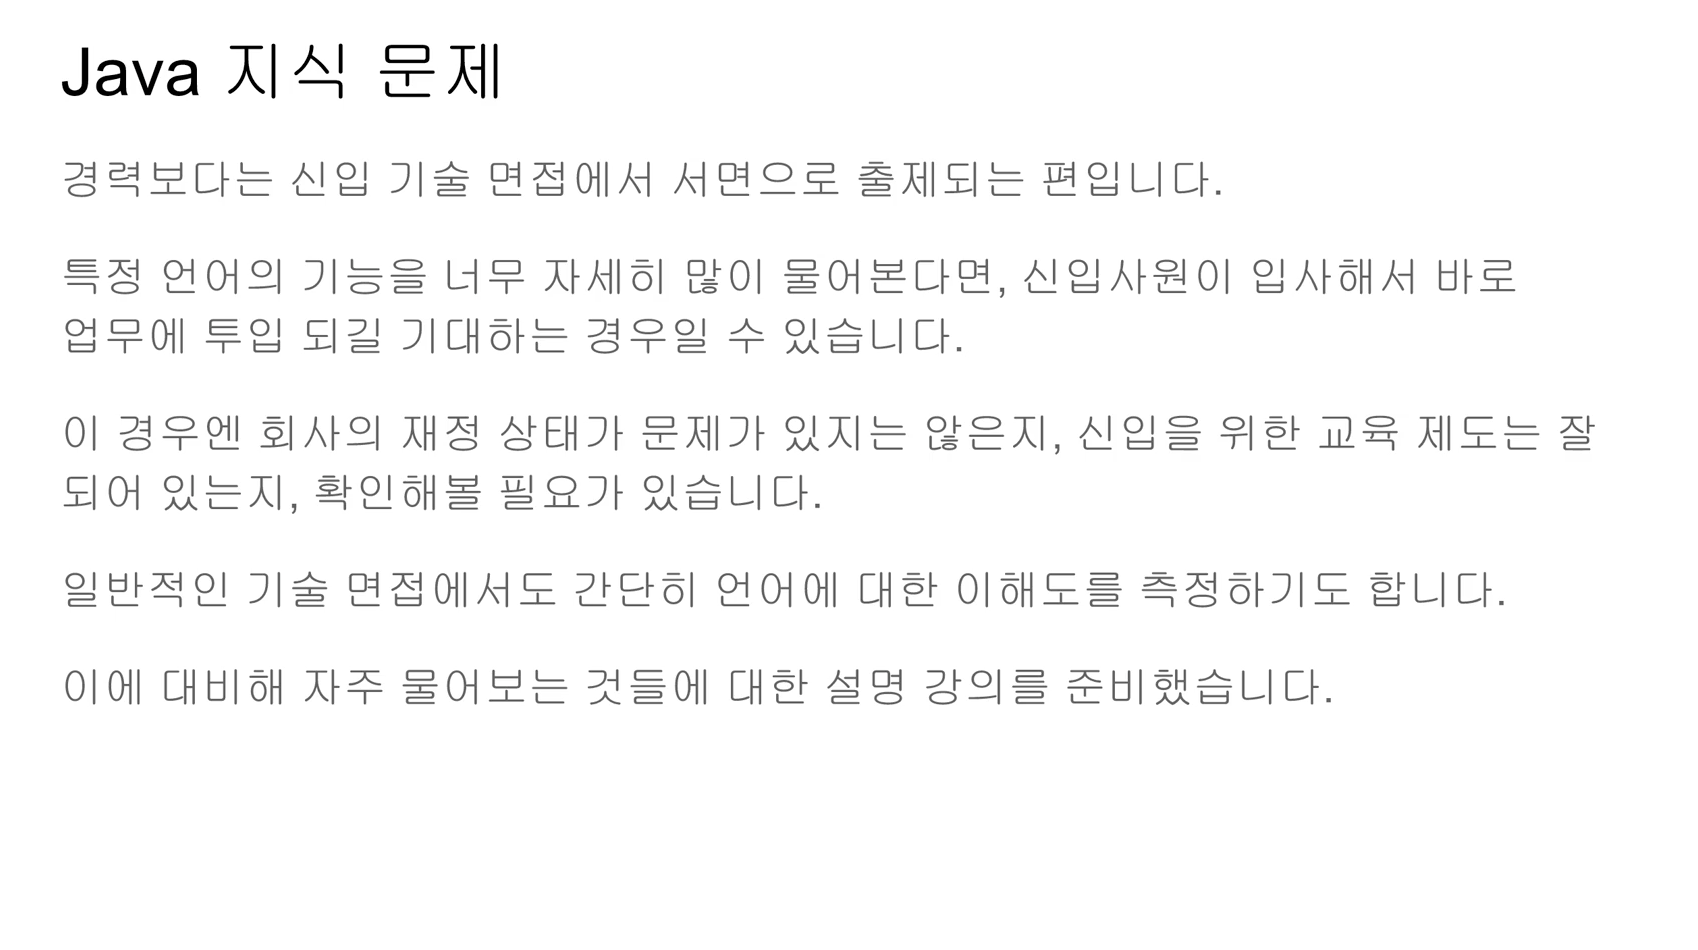 Java 지식 문제
경력보다는 신입 기술 면접에서 서면으로 출제되는 편입니다.
특정 언어의 기능을 너무 자세히 많이 물어본다면, 신입사원이 입사해서 바로
업무에 투입 되길 기대하는 경우일 수 있습니다.
이 경우엔 회사의 재정 상태가 문제가 있지는 않은지, 신입을 위한 교육 제도는 잘
되어 있는지, 확인해볼 필요가 있습니다.
일반적인 기술 면접에서도 간단히 언어에 대한 이해도를 측정하기도 합니다.
이에 대비해 자주 물어보는 것들에 대한 설명 강의를 준비했습니다.